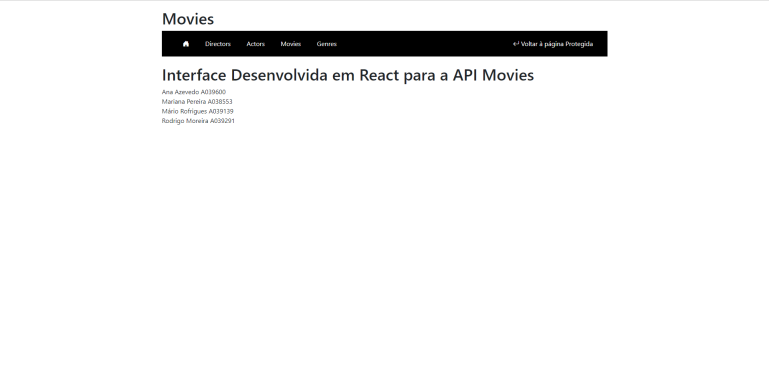 Movies
Directors Actors Movies Genres ↵ Voltar à página Protegida
Interface Desenvolvida em React para a API Movies
Ana Azevedo A039600
Mariana Pereira A038553
Mário Rofrigues A039139
Rodrigo Moreira A039291